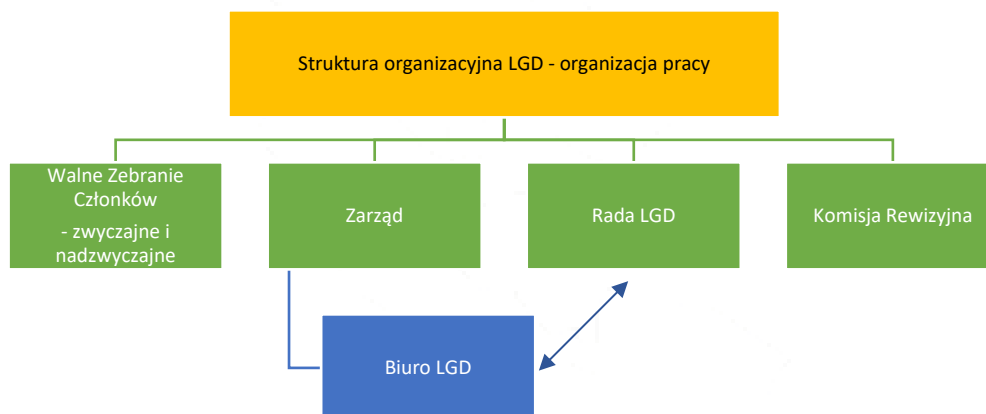 Struktura organizacyjna LGD - organizacja pracy
Walne Zebranie
Członków
- zwyczajne i
nadzwyczajne
Zarząd
Rada LGD
Komisja Rewizyjna
Biuro LGD